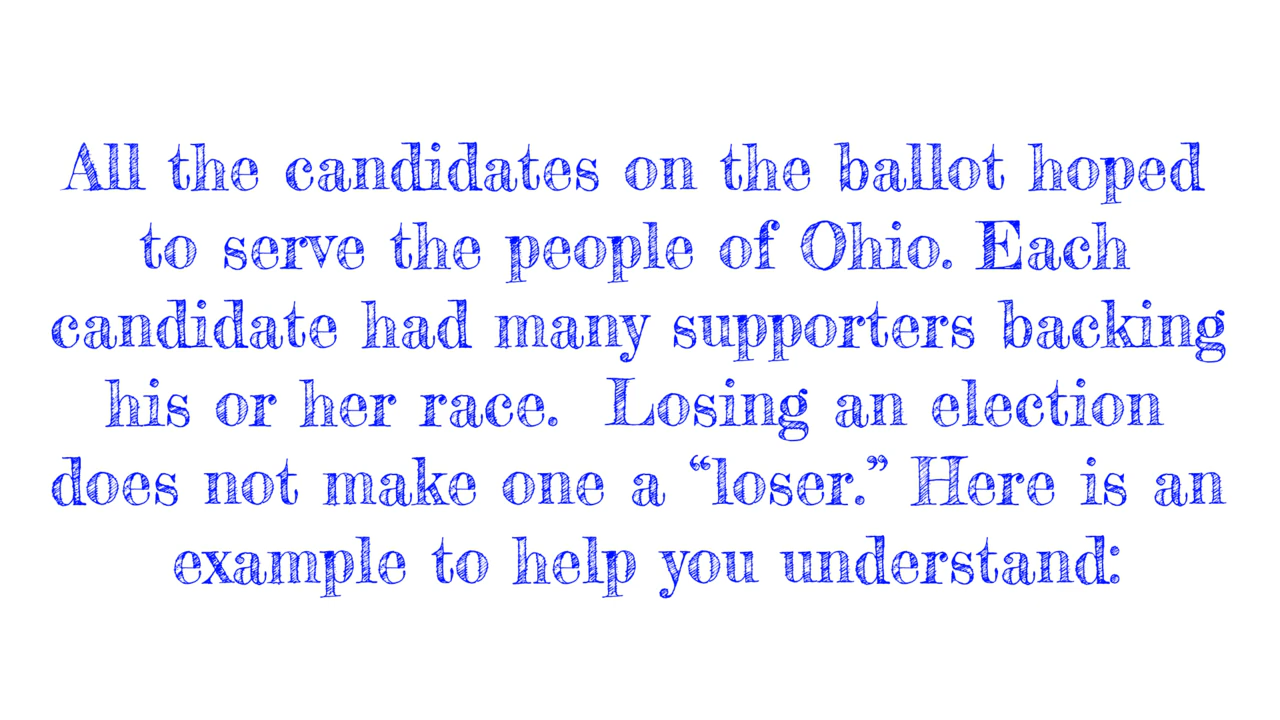 All the candidates on the ballot hoped
to serve the people of Ohio. Each
candidate had many supporters backing
his or her race.  Losing an election
does not make one a “loser.” Here is an
example to help you understand: